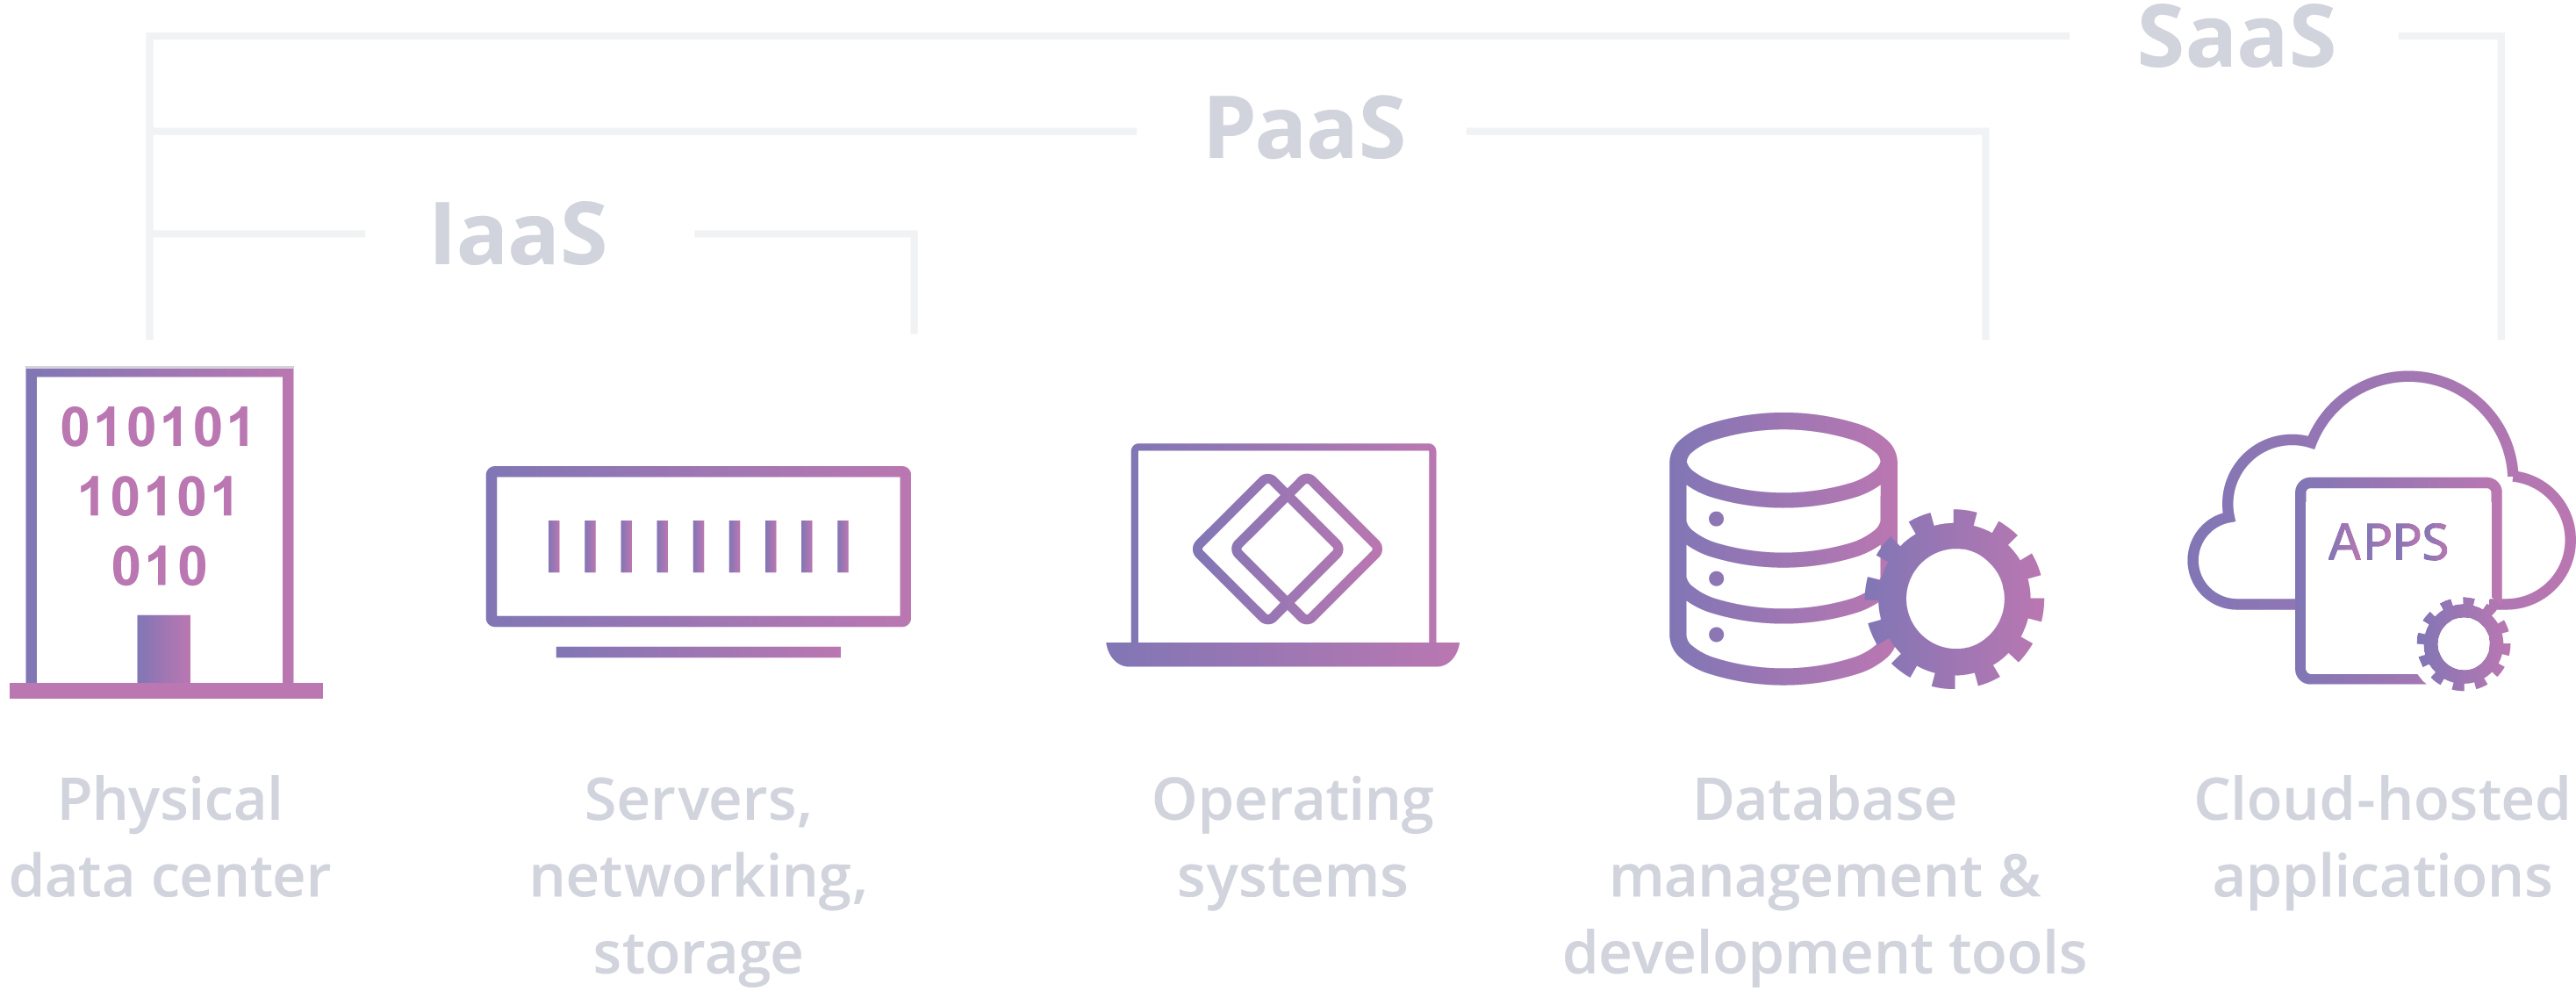 SaaS
PaaS
IaaS
010101
10101
010
APPS
Physical
data center
Servers,
networking,
storage
Operating
systems
Database
management &
development tools
Cloud-hosted
applications